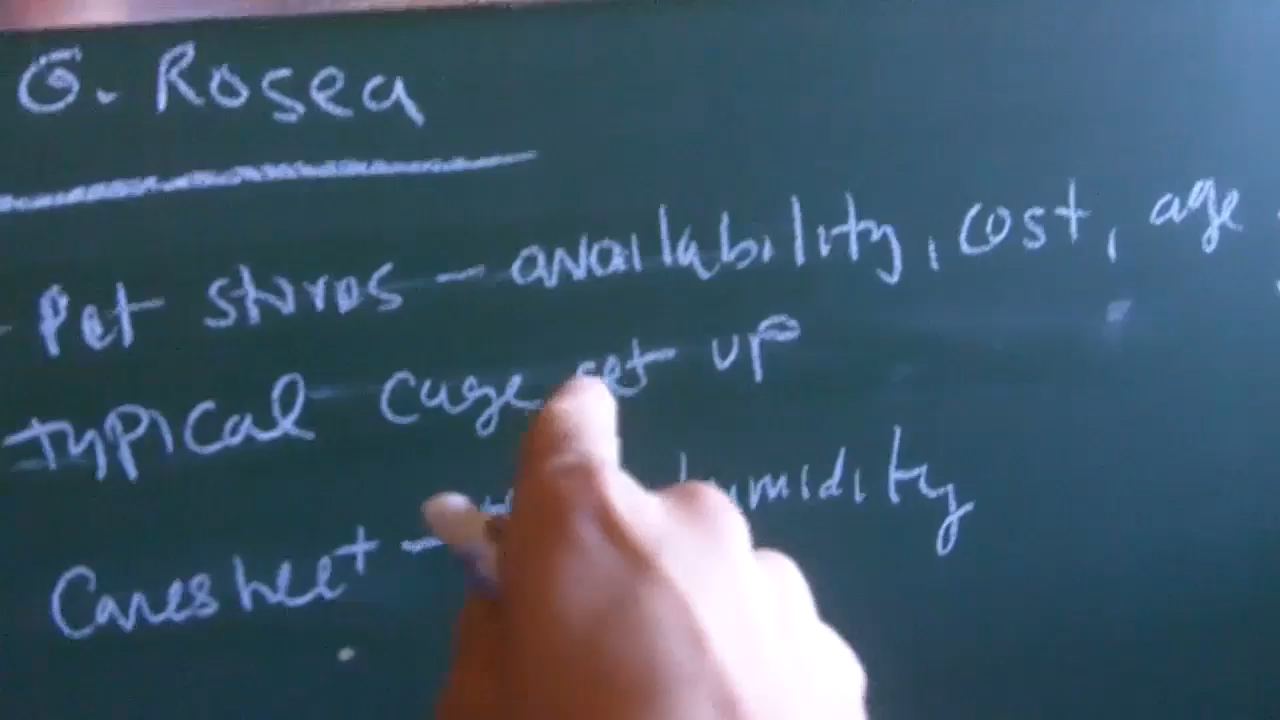 G. Rosea
- Pet stores - availability, cost, age
typical cage set up
Caresheet - humidity